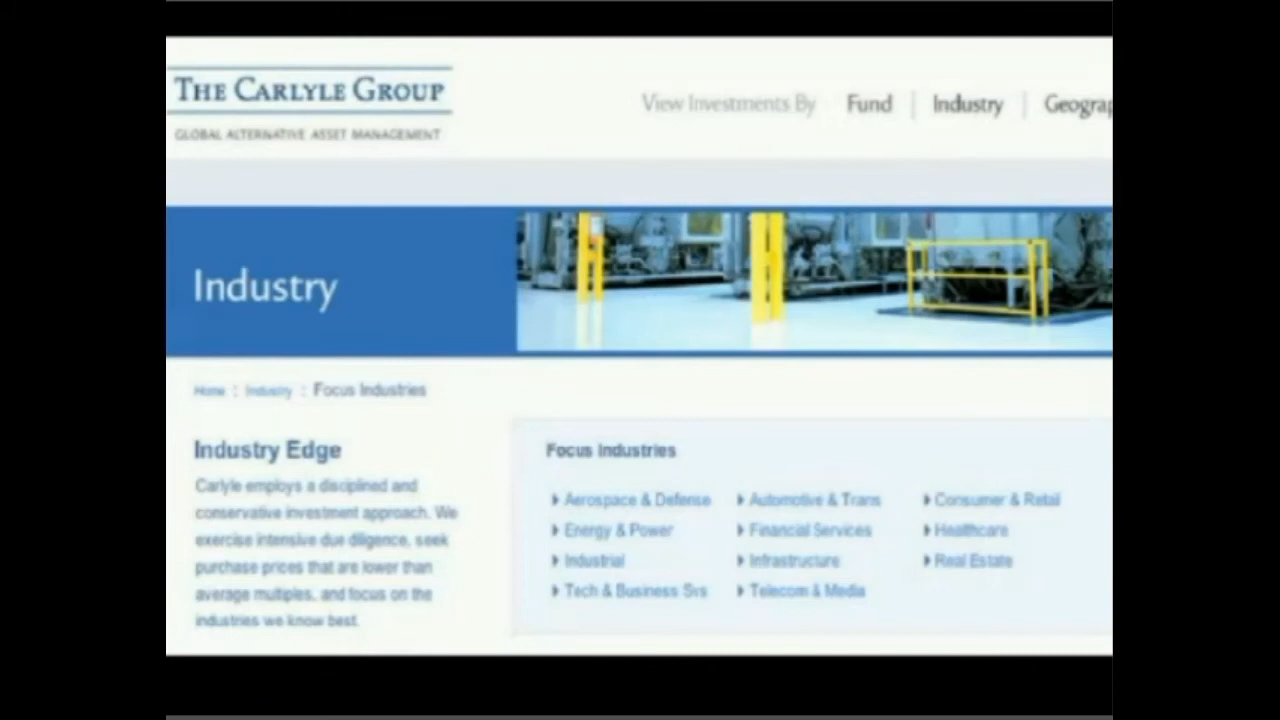 THE CARLYLE GROUP
GLOBAL ALTERNATIVE ASSET MANAGEMENT
View Investments By Fund | Industry | Geograp
Industry
Home : Industry : Focus Industries
Industry Edge
Carlyle employs a disciplined and
conservative investment approach. We
exercise intensive due diligence, seek
purchase prices that are lower than
average multiples, and focus on the
industries we know best.
Focus Industries
Aerospace & Defense Automotive & Trans Consumer & Retail
Energy & Power Financial Services Healthcare
Industrial Infrastructure Real Estate
Tech & Business Svs Telecom & Media